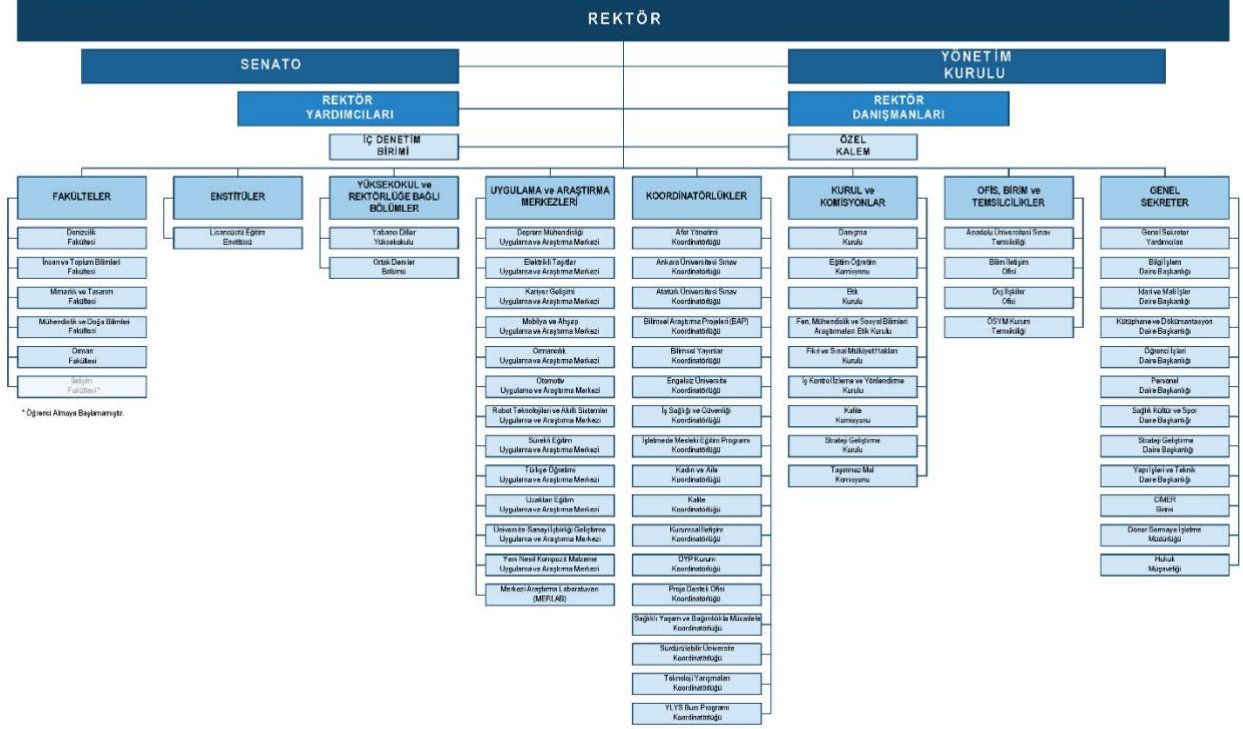 REKTÖR
SENATO
YÖNETİM
KURULU
REKTÖR
YARDIMCILARI
REKTÖR
DANIŞMANLARI
İÇ DENETİM
BİRİMİ
ÖZEL
KALEM
FAKÜLTELER
Denizcilik
Fakültesi
İnsan ve Toplum Bilimleri
Fakültesi
Mimarlık ve Tasarım
Fakültesi
Mühendislik ve Doğa Bilimleri
Fakültesi
Orman
Fakültesi
İletişim
Fakültesi *
* Öğrenci Almaya Başlamamıştır.
ENSTİTÜLER
Lisansüstü Eğitim
Enstitüsü
YÜKSEKOKUL ve
REKTÖRLÜĞE BAĞLI
BÖLÜMLER
Yabancı Diller
Yüksekokulu
Ortak Dersler
Bölümü
UYGULAMA ve ARAŞTIRMA
MERKEZLERİ
Deprem Mühendisliği
Uygulama ve Araştırma Merkezi
Elektrikli Taşıtlar
Uygulama ve Araştırma Merkezi
Kariyer Gelişimi
Uygulama ve Araştırma Merkezi
Mobilya ve Ahşap
Uygulama ve Araştırma Merkezi
Ormancılık
Uygulama ve Araştırma Merkezi
Otomotiv
Uygulama ve Araştırma Merkezi
Robot Teknolojileri ve Akıllı Sistemler
Uygulama ve Araştırma Merkezi
Sürekli Eğitim
Uygulama ve Araştırma Merkezi
Türkçe Öğretimi
Uygulama ve Araştırma Merkezi
Uzaktan Eğitim
Uygulama ve Araştırma Merkezi
Üniversite-Sanayi İşbirliği Geliştirme
Uygulama ve Araştırma Merkezi
Yeni Nesil Kompozit Malzeme
Uygulama ve Araştırma Merkezi
Merkezi Araştırma Laboratuvarı
(MERLAB)
KOORDİNATÖRLÜKLER
Afet Yönetimi
Koordinatörlüğü
Ankara Üniversitesi Sınav
Koordinatörlüğü
Atatürk Üniversitesi Sınav
Koordinatörlüğü
Bilimsel Araştırma Projeleri (BAP)
Koordinatörlüğü
Bilimsel Yayınlar
Koordinatörlüğü
Engelsiz Üniversite
Koordinatörlüğü
İş Sağlığı ve Güvenliği
Koordinatörlüğü
İşletmede Mesleki Eğitim Programı
Koordinatörlüğü
Kadın ve Aile
Koordinatörlüğü
Kalite
Koordinatörlüğü
Kurumsal İletişim
Koordinatörlüğü
ÖYP Kurum
Koordinatörlüğü
Proje Destek Ofisi
Koordinatörlüğü
Sağlıklı Yaşam ve Bağımlılıkla Mücadele
Koordinatörlüğü
Sürdürülebilir Üniversite
Koordinatörlüğü
Teknoloji Yarışmaları
Koordinatörlüğü
YLYS Burs Programı
Koordinatörlüğü
KURUL ve
KOMİSYONLAR
Danışma
Kurulu
Eğitim Öğretim
Komisyonu
Etik
Kurulu
Fen, Mühendislik ve Sosyal Bilimleri
Araştırmaları Etik Kurulu
Fikri ve Sınai Mülkiyet Hakları
Kurulu
İç Kontrol İzleme ve Yönlendirme
Kurulu
Kalite
Komisyonu
Strateji Geliştirme
Kurulu
Taşınmaz Mal
Komisyonu
OFİS, BİRİM ve
TEMSİLCİLİKLER
Anadolu Üniversitesi Sınav
Temsilciliği
Bilim İletişim
Ofisi
Dış İlişkiler
Ofisi
ÖSYM Kurum
Temsilciliği
GENEL
SEKRETER
Genel Sekreter
Yardımcıları
Bilgi İşlem
Daire Başkanlığı
İdari ve Mali İşler
Daire Başkanlığı
Kütüphane ve Dökümantasyon
Daire Başkanlığı
Öğrenci İşleri
Daire Başkanlığı
Personel
Daire Başkanlığı
Sağlık Kültür ve Spor
Daire Başkanlığı
Strateji Geliştirme
Daire Başkanlığı
Yapı İşleri ve Teknik
Daire Başkanlığı
CİMER
Birimi
Döner Sermaye İşletme
Müdürlüğü
Hukuk
Müşavirliği